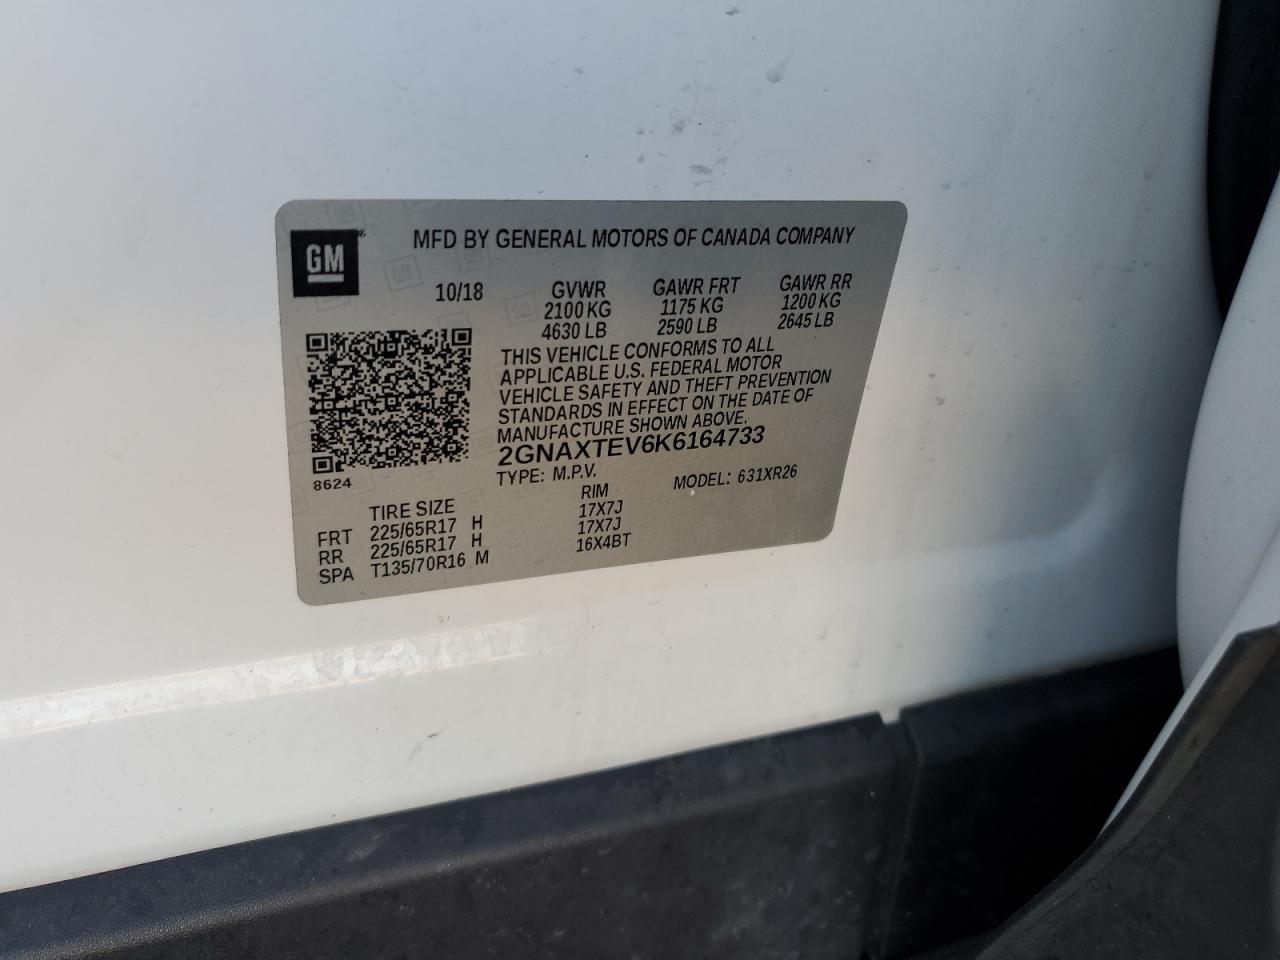 GM
MFD BY GENERAL MOTORS OF CANADA COMPANY
10/18 GVWR GAWR FRT GAWR RR
2100 KG 1175 KG 1200 KG
4630 LB 2590 LB 2645 LB
THIS VEHICLE CONFORMS TO ALL
APPLICABLE U.S. FEDERAL MOTOR
VEHICLE SAFETY AND THEFT PREVENTION
STANDARDS IN EFFECT ON THE DATE OF
MANUFACTURE SHOWN ABOVE.
2GNAXTEV6K6164733
8624
TYPE: M.P.V. MODEL: 631XR26
TIRE SIZE RIM
FRT 225/65R17 H 17X7J
RR 225/65R17 H 17X7J
SPA T135/70R16 M 16X4BT